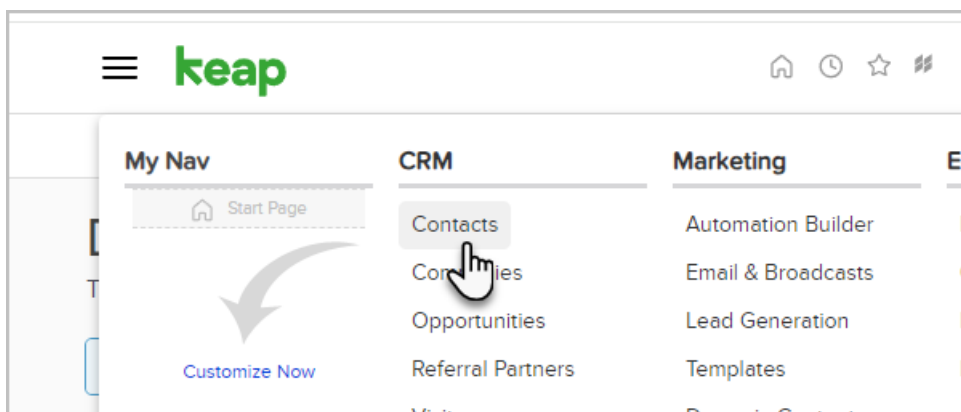 keap
My Nav
CRM
Marketing
E
Start Page
Contacts
Automation Builder
Email & Broadcasts
Opportunities
Lead Generation
Customize Now
Referral Partners
Templates